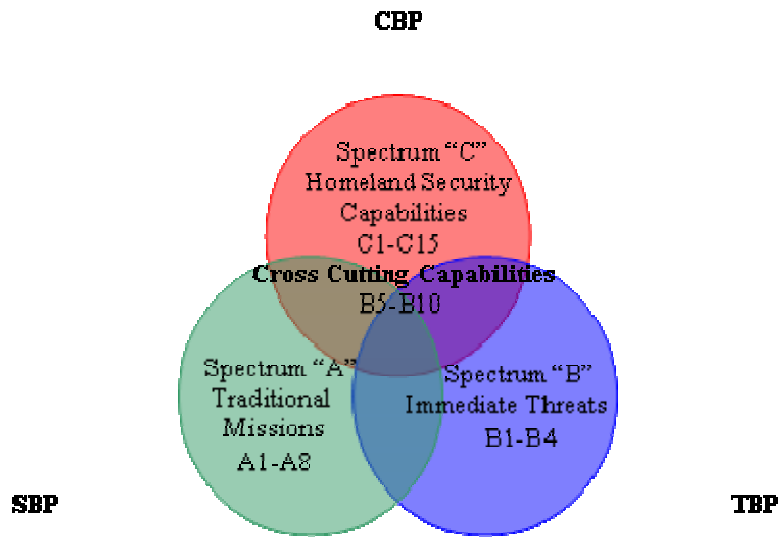 CBP
Spectrum “C”
Homeland Security
Capabilities
C1-C15
Cross Cutting Capabilities
B5-B10
Spectrum “A”
Traditional
Missions
A1-A8
Spectrum “B”
Immediate Threats
B1-B4
SBP
TBP